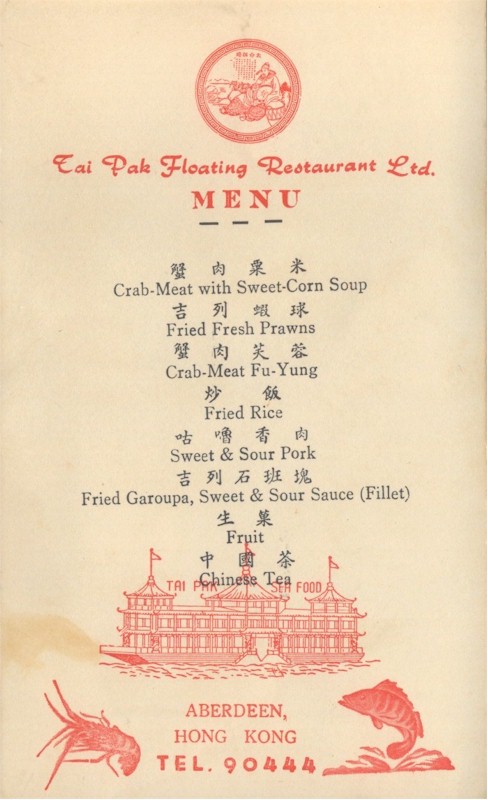 Tai Pak Floating Restaurant Ltd.
MENU
蟹肉粟米
Crab-Meat with Sweet-Corn Soup
吉列蝦球
Fried Fresh Prawns
蟹肉芙蓉
Crab-Meat Fu-Yung
炒飯
Fried Rice
咕嚕香肉
Sweet & Sour Pork
吉列石班塊
Fried Garoupa, Sweet & Sour Sauce (Fillet)
生菓
Fruit
中國茶
Chinese Tea
TAI PAK SEA FOOD
ABERDEEN,
HONG KONG
TEL. 90444